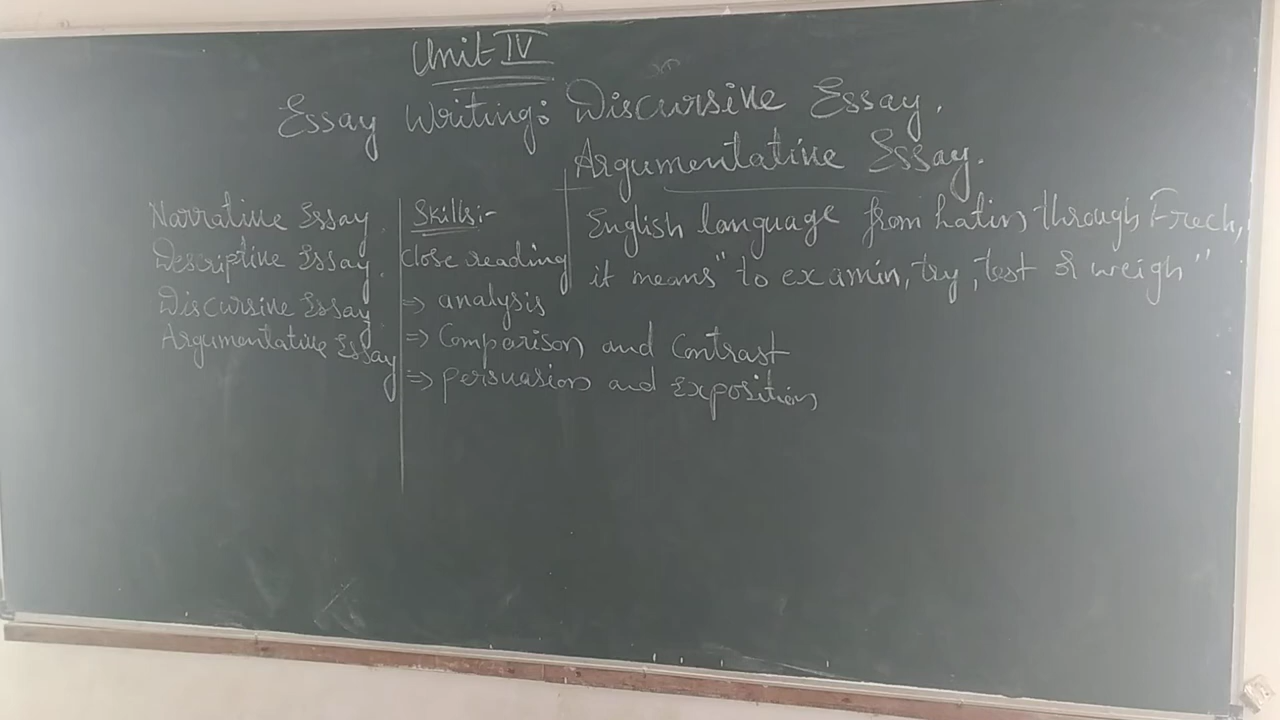 Unit IV
Essay Writing: Discursive Essay.
Argumentative Essay.
Narrative Essay.
Descriptive Essay.
Discursive Essay
Argumentative Essay
Skills:-
close reading
⇒ analysis
⇒ Comparison and Contrast
⇒ persuasion and Exposition
English language from Latin, through Frech,
it means "to examin, try, test & weigh"